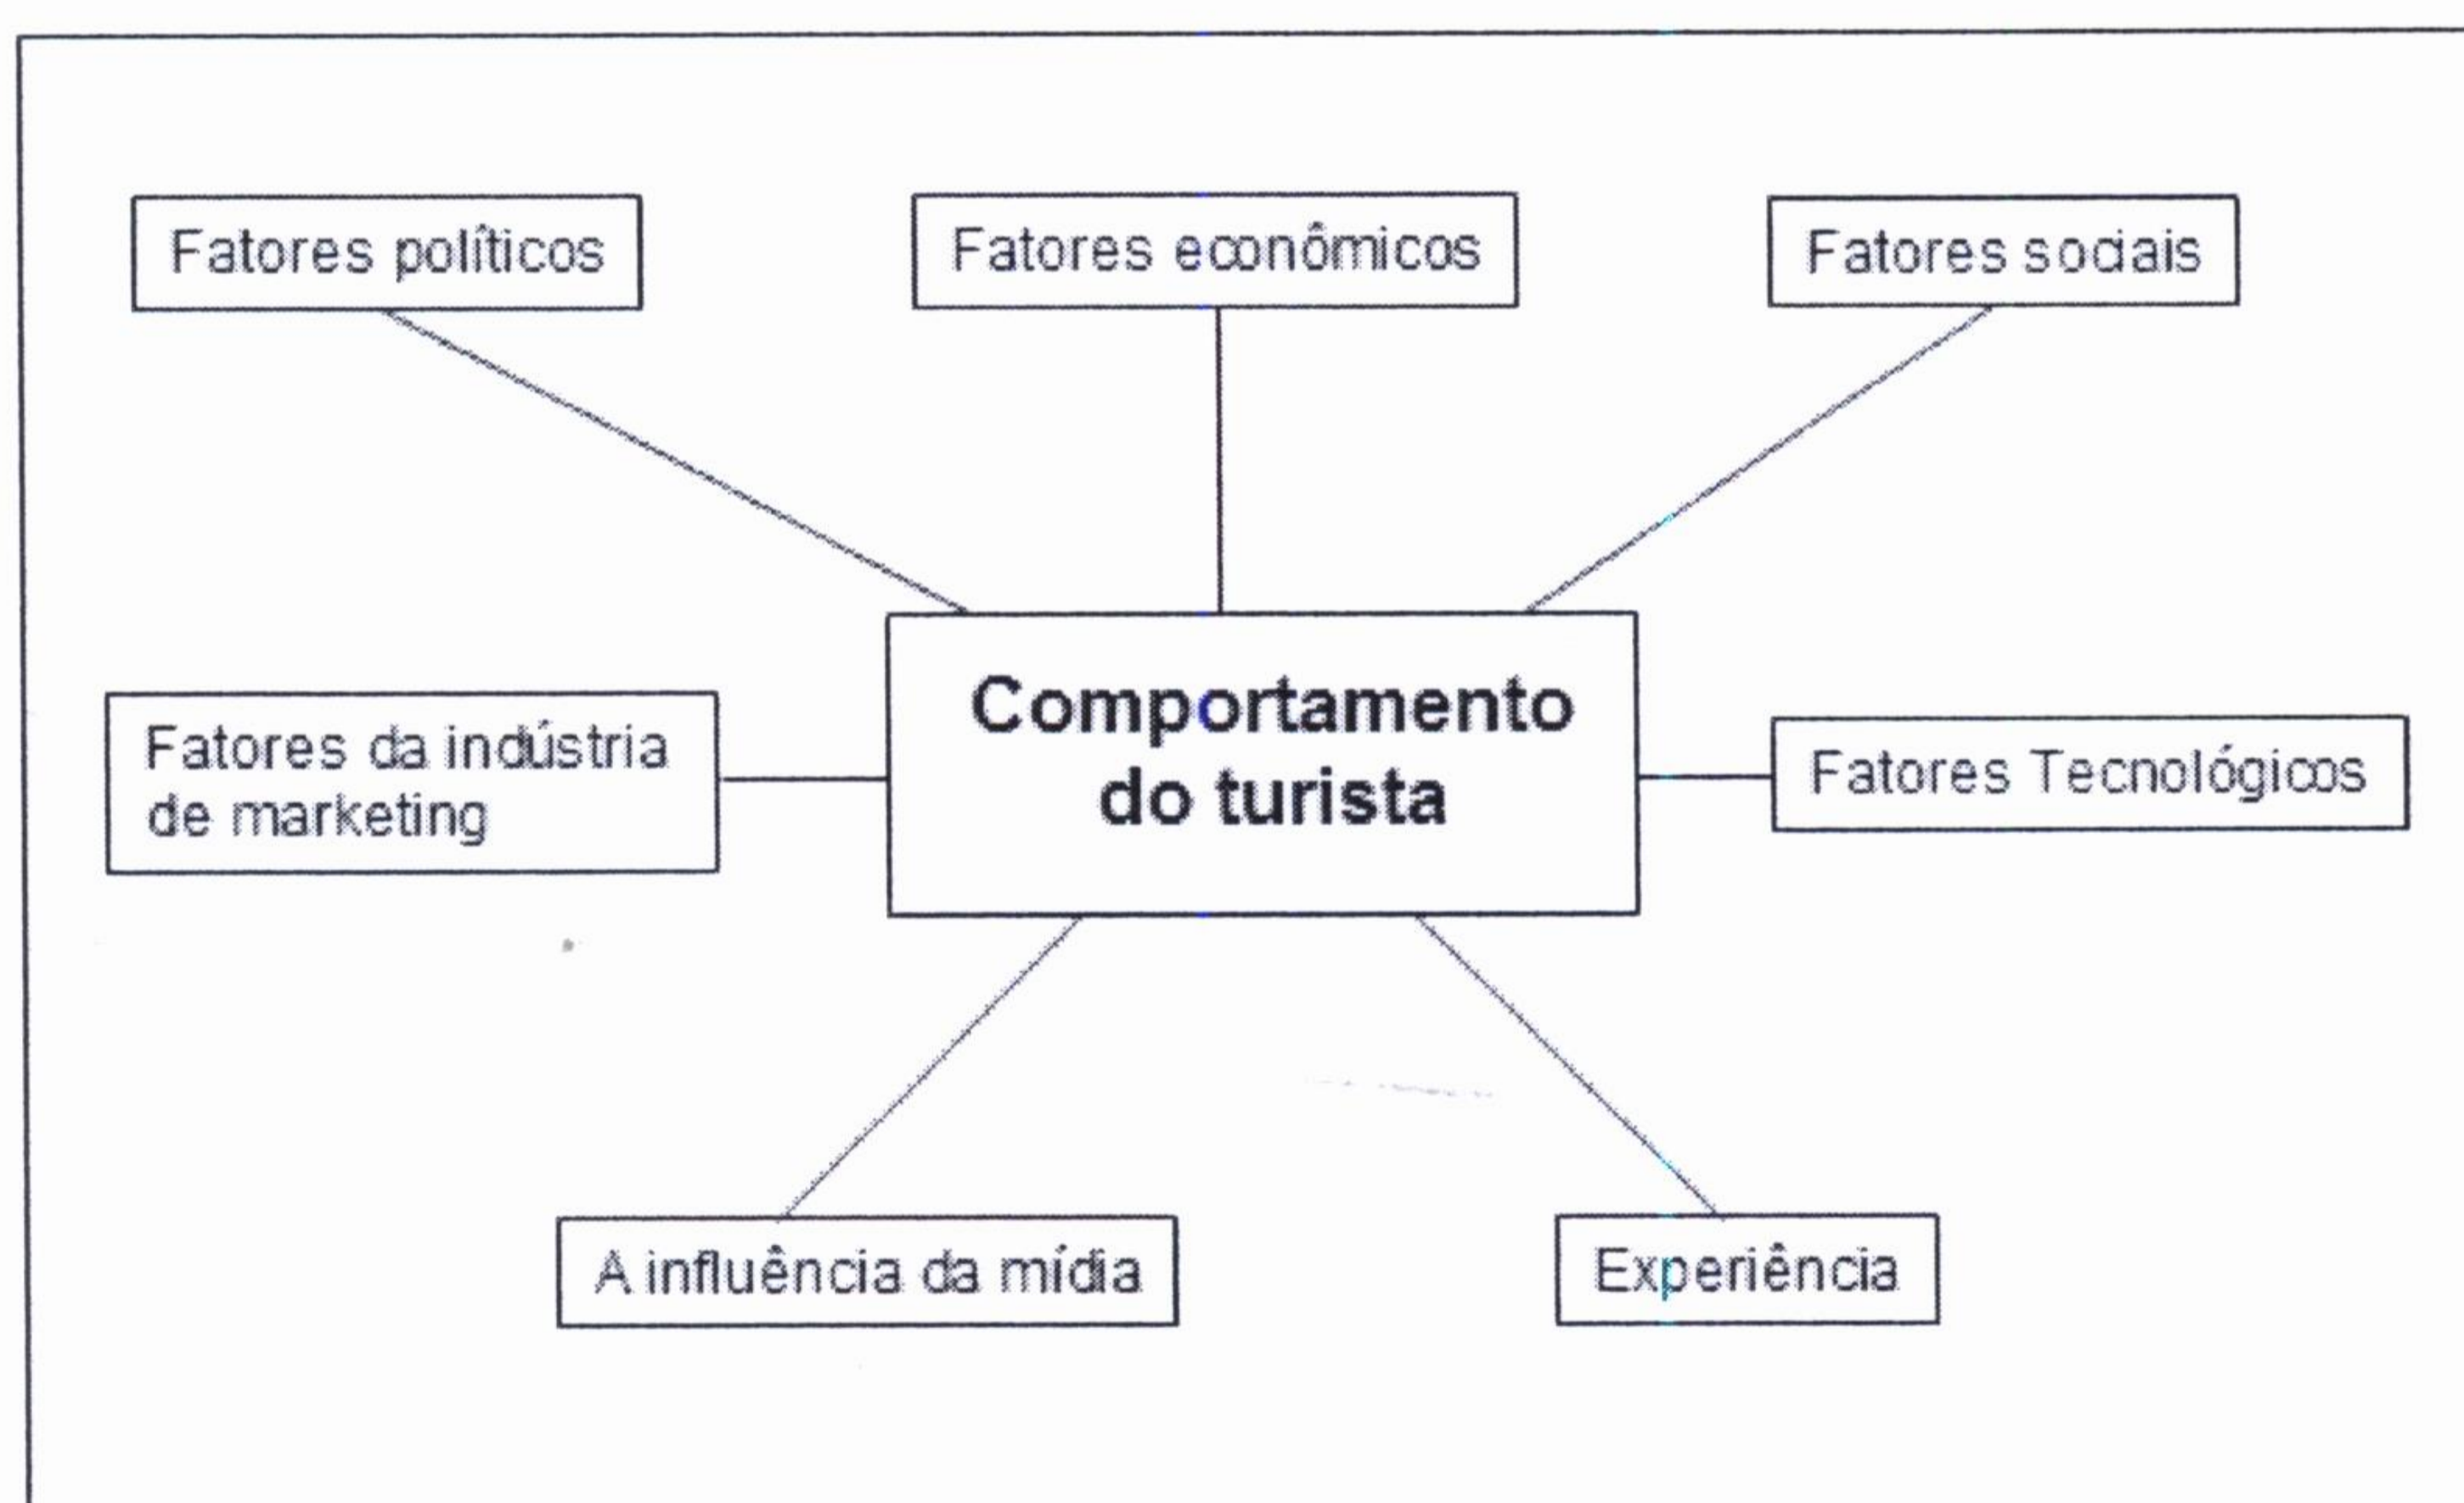 Fatores políticos
Fatores econômicos
Fatores sociais
Comportamento
do turista
Fatores da indústria
de marketing
Fatores Tecnológicos
A influência da mídia
Experiência